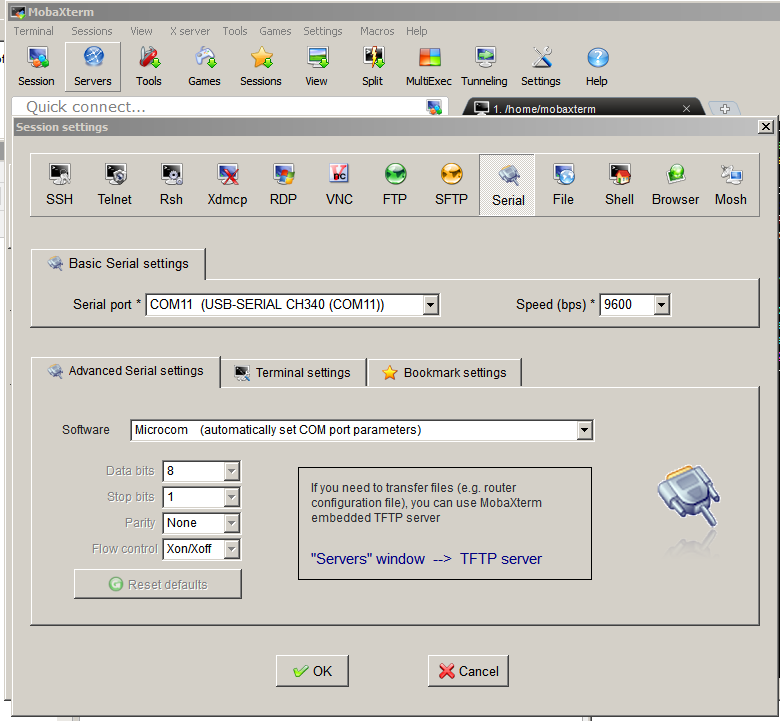 MobaXterm
Terminal Sessions View X server Tools Games Settings Macros Help
Session Servers Tools Games Sessions View Split MultiExec Tunneling Settings Help
Quick connect...
1. /home/mobaxterm
Session settings
SSH Telnet Rsh Xdmcp RDP VNC FTP SFTP Serial File Shell Browser Mosh
Basic Serial settings
Serial port * COM11 (USB-SERIAL CH340 (COM11)) Speed (bps) * 9600
Advanced Serial settings Terminal settings Bookmark settings
Software Microcom (automatically set COM port parameters)
Data bits 8
Stop bits 1
Parity None
Flow control Xon/Xoff
Reset defaults
If you need to transfer files (e.g. router
configuration file), you can use MobaXterm
embedded TFTP server
"Servers" window --> TFTP server
OK Cancel